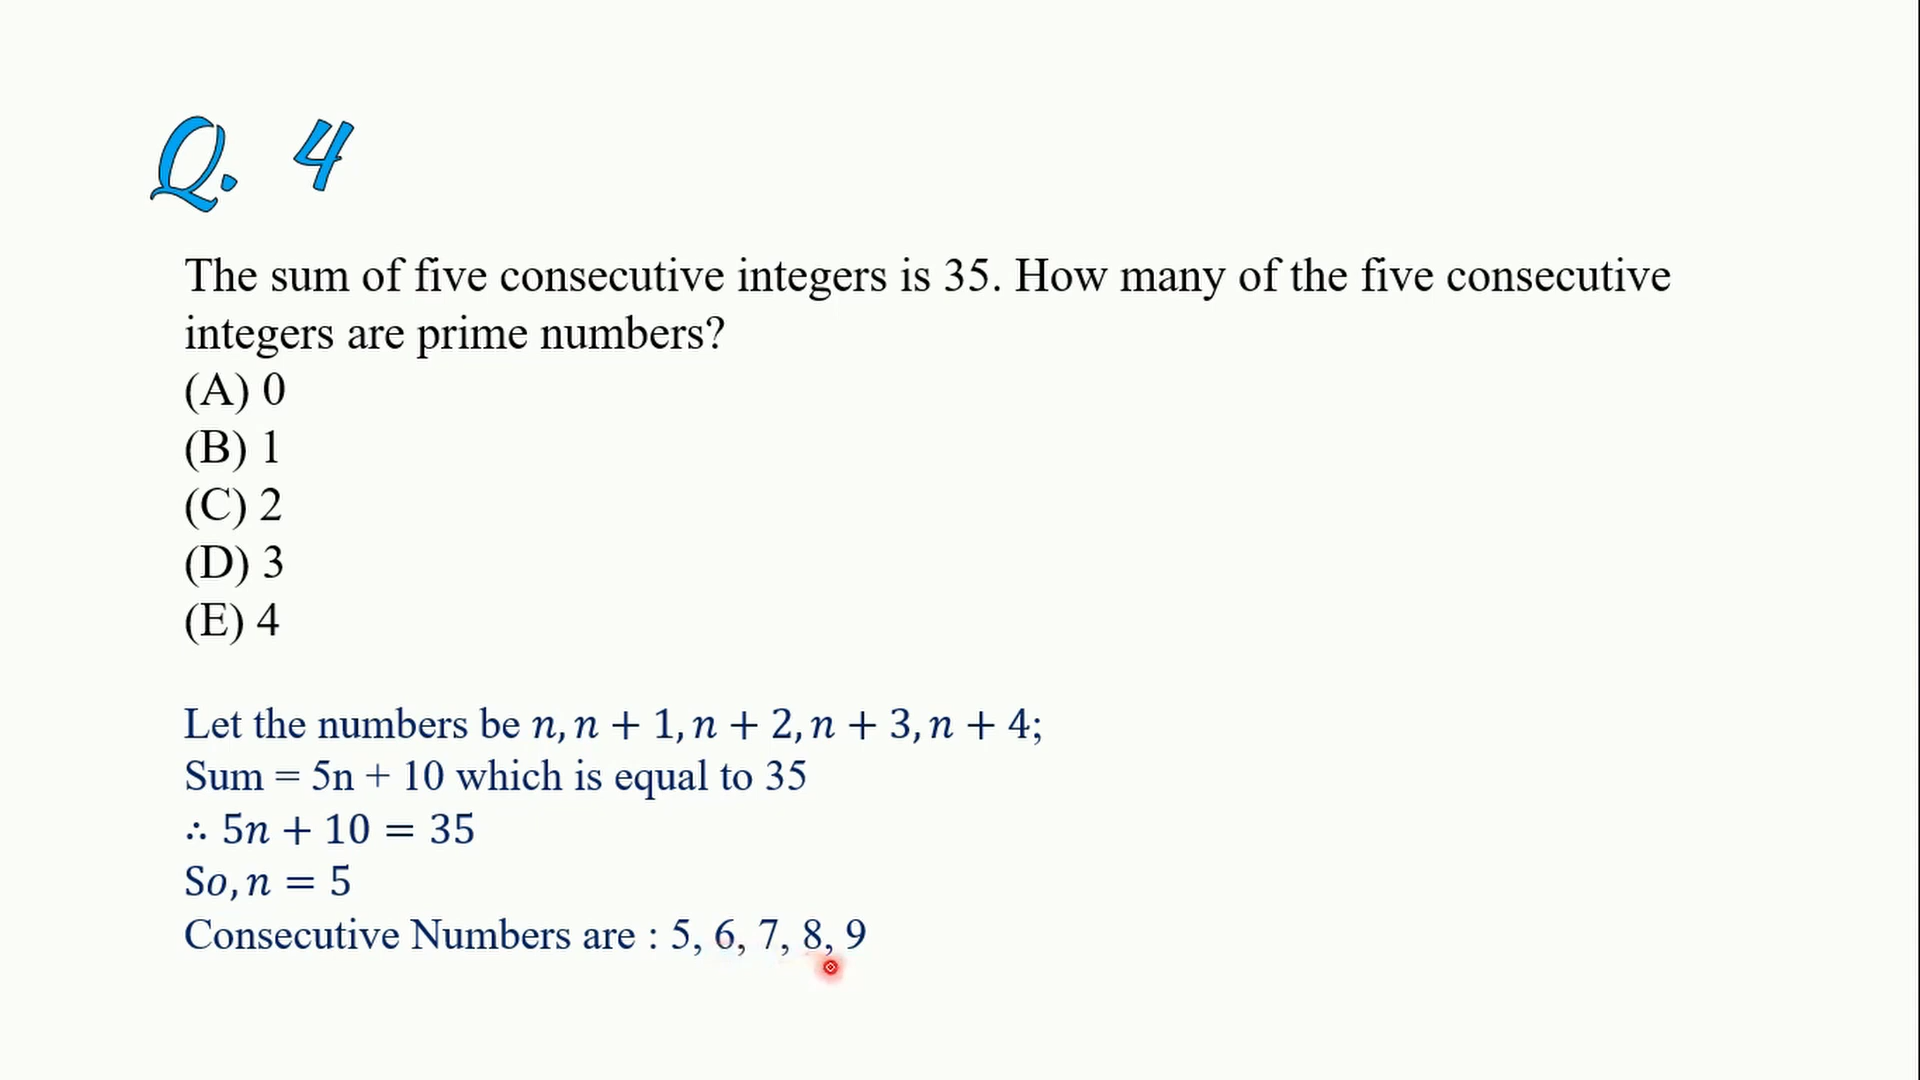 Q. 4
The sum of five consecutive integers is 35. How many of the five consecutive
integers are prime numbers?
(A) 0
(B) 1
(C) 2
(D) 3
(E) 4
Let the numbers be n, n + 1, n + 2, n + 3, n + 4;
Sum = 5n + 10 which is equal to 35
∴ 5n + 10 = 35
So, n = 5
Consecutive Numbers are : 5, 6, 7, 8, 9